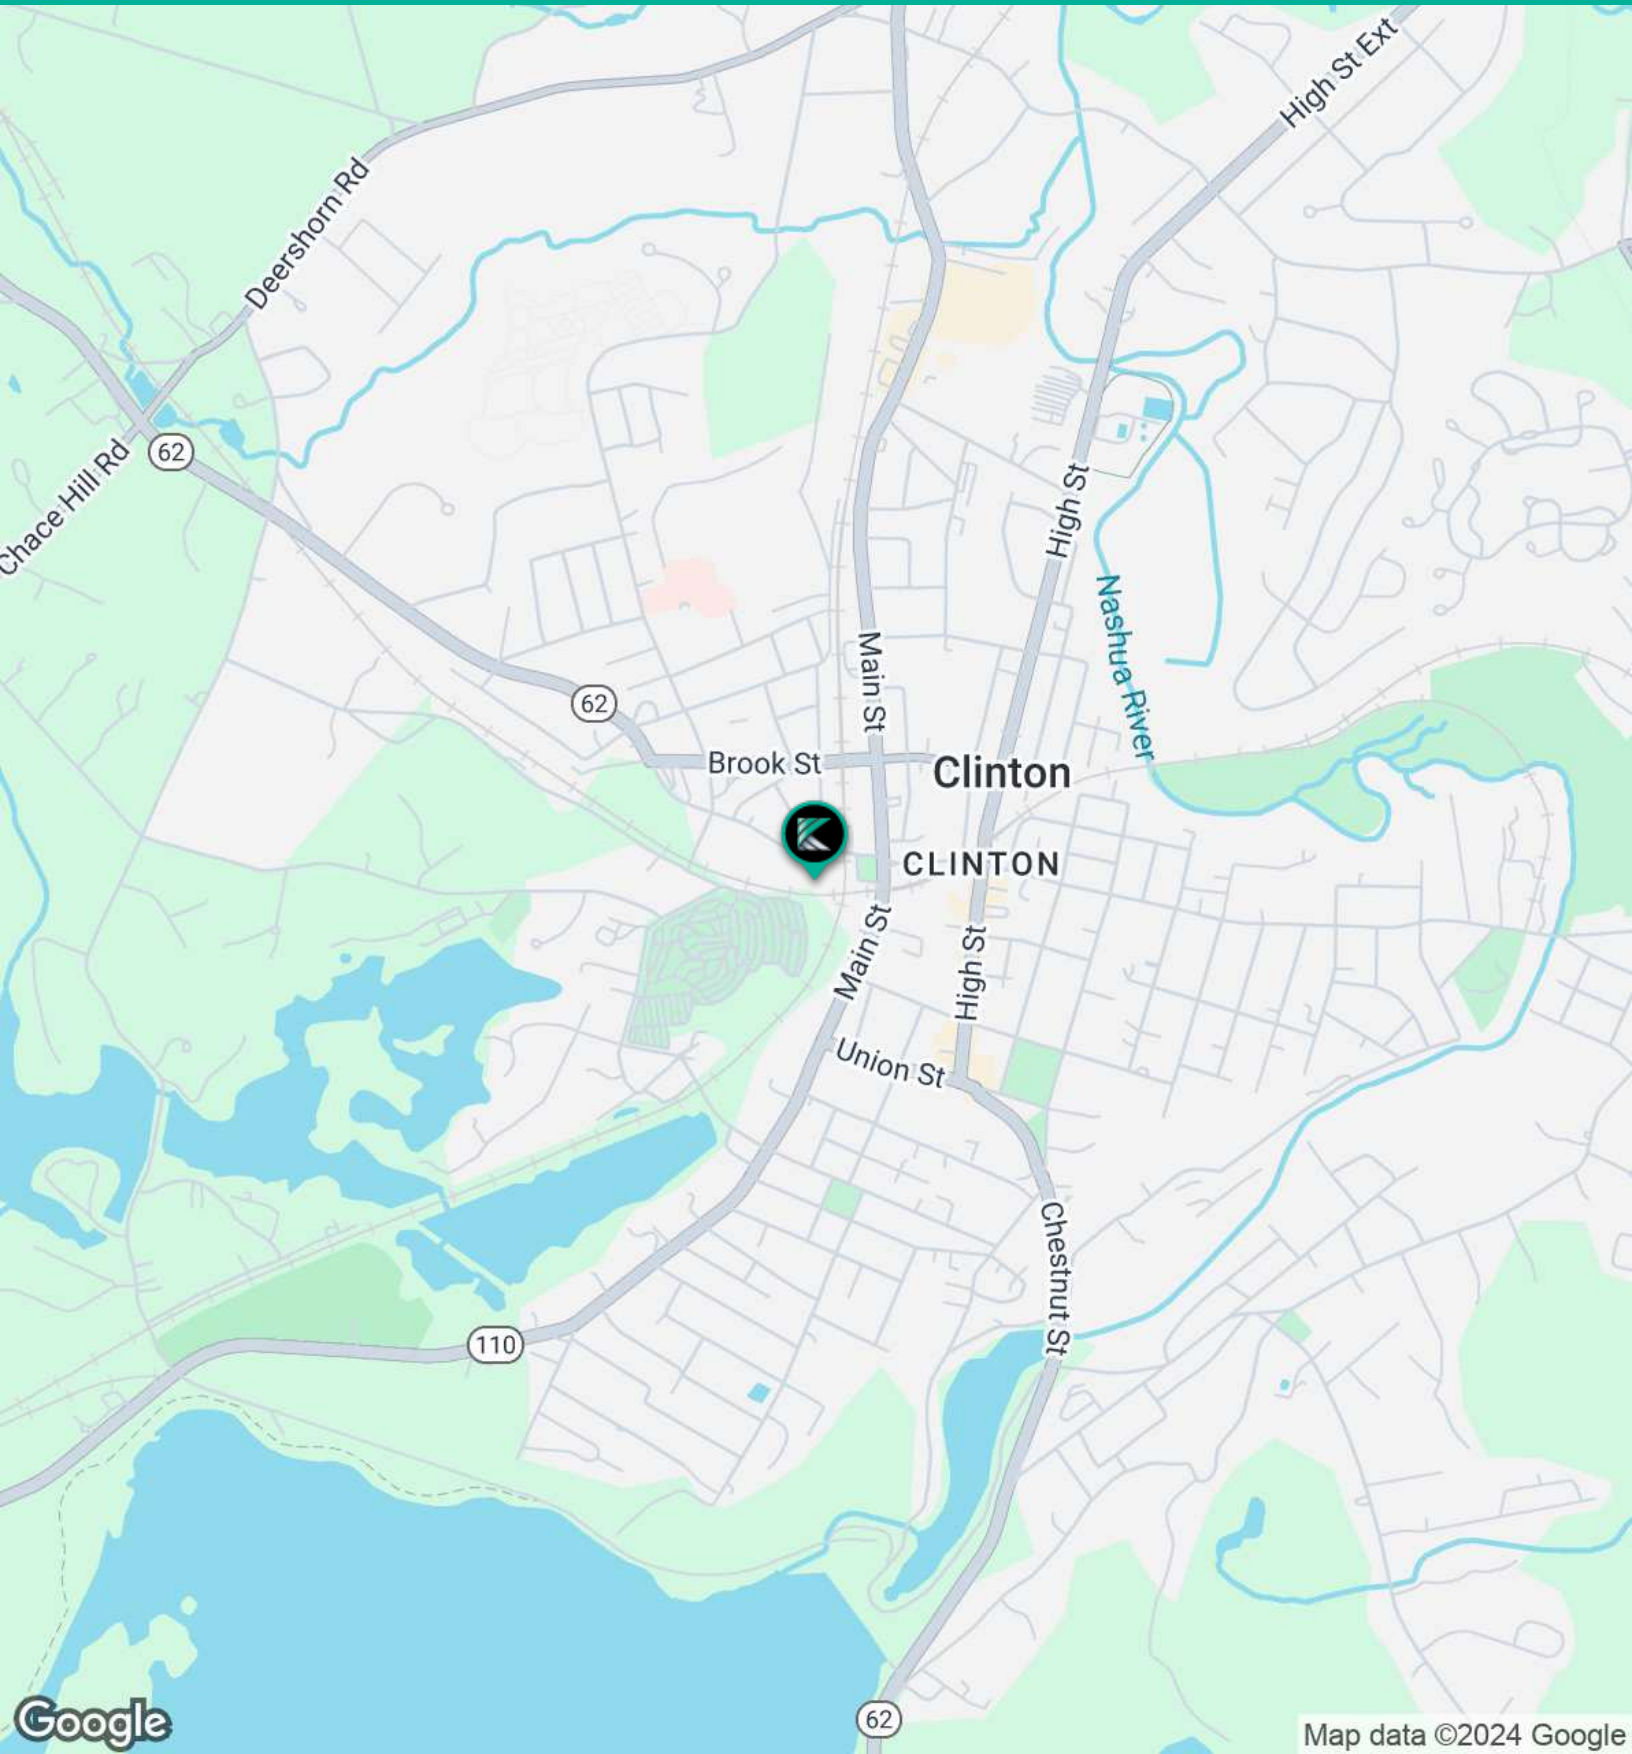 High St Ext
Deershorn Rd
62
Chace Hill Rd
High St
Nashua River
Main St
62
Brook St
Clinton
CLINTON
Main St
High St
Union St
Chestnut St
110
62
Google
Map data ©2024 Google